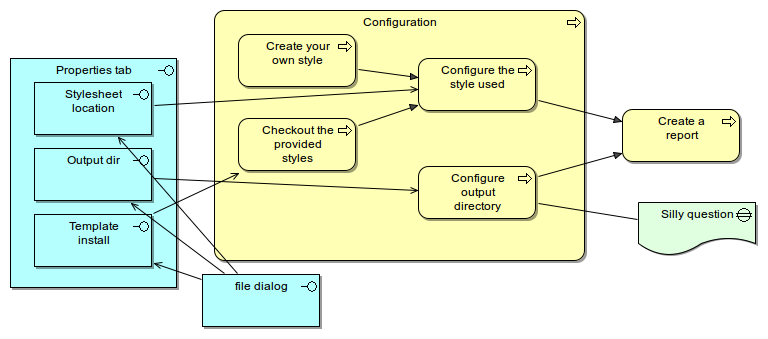 Configuration
Properties tab
Stylesheet
location
Output dir
Template
install
Create your
own style
Checkout the
provided
styles
Configure the
style used
Configure
output
directory
Create a
report
Silly question
file dialog